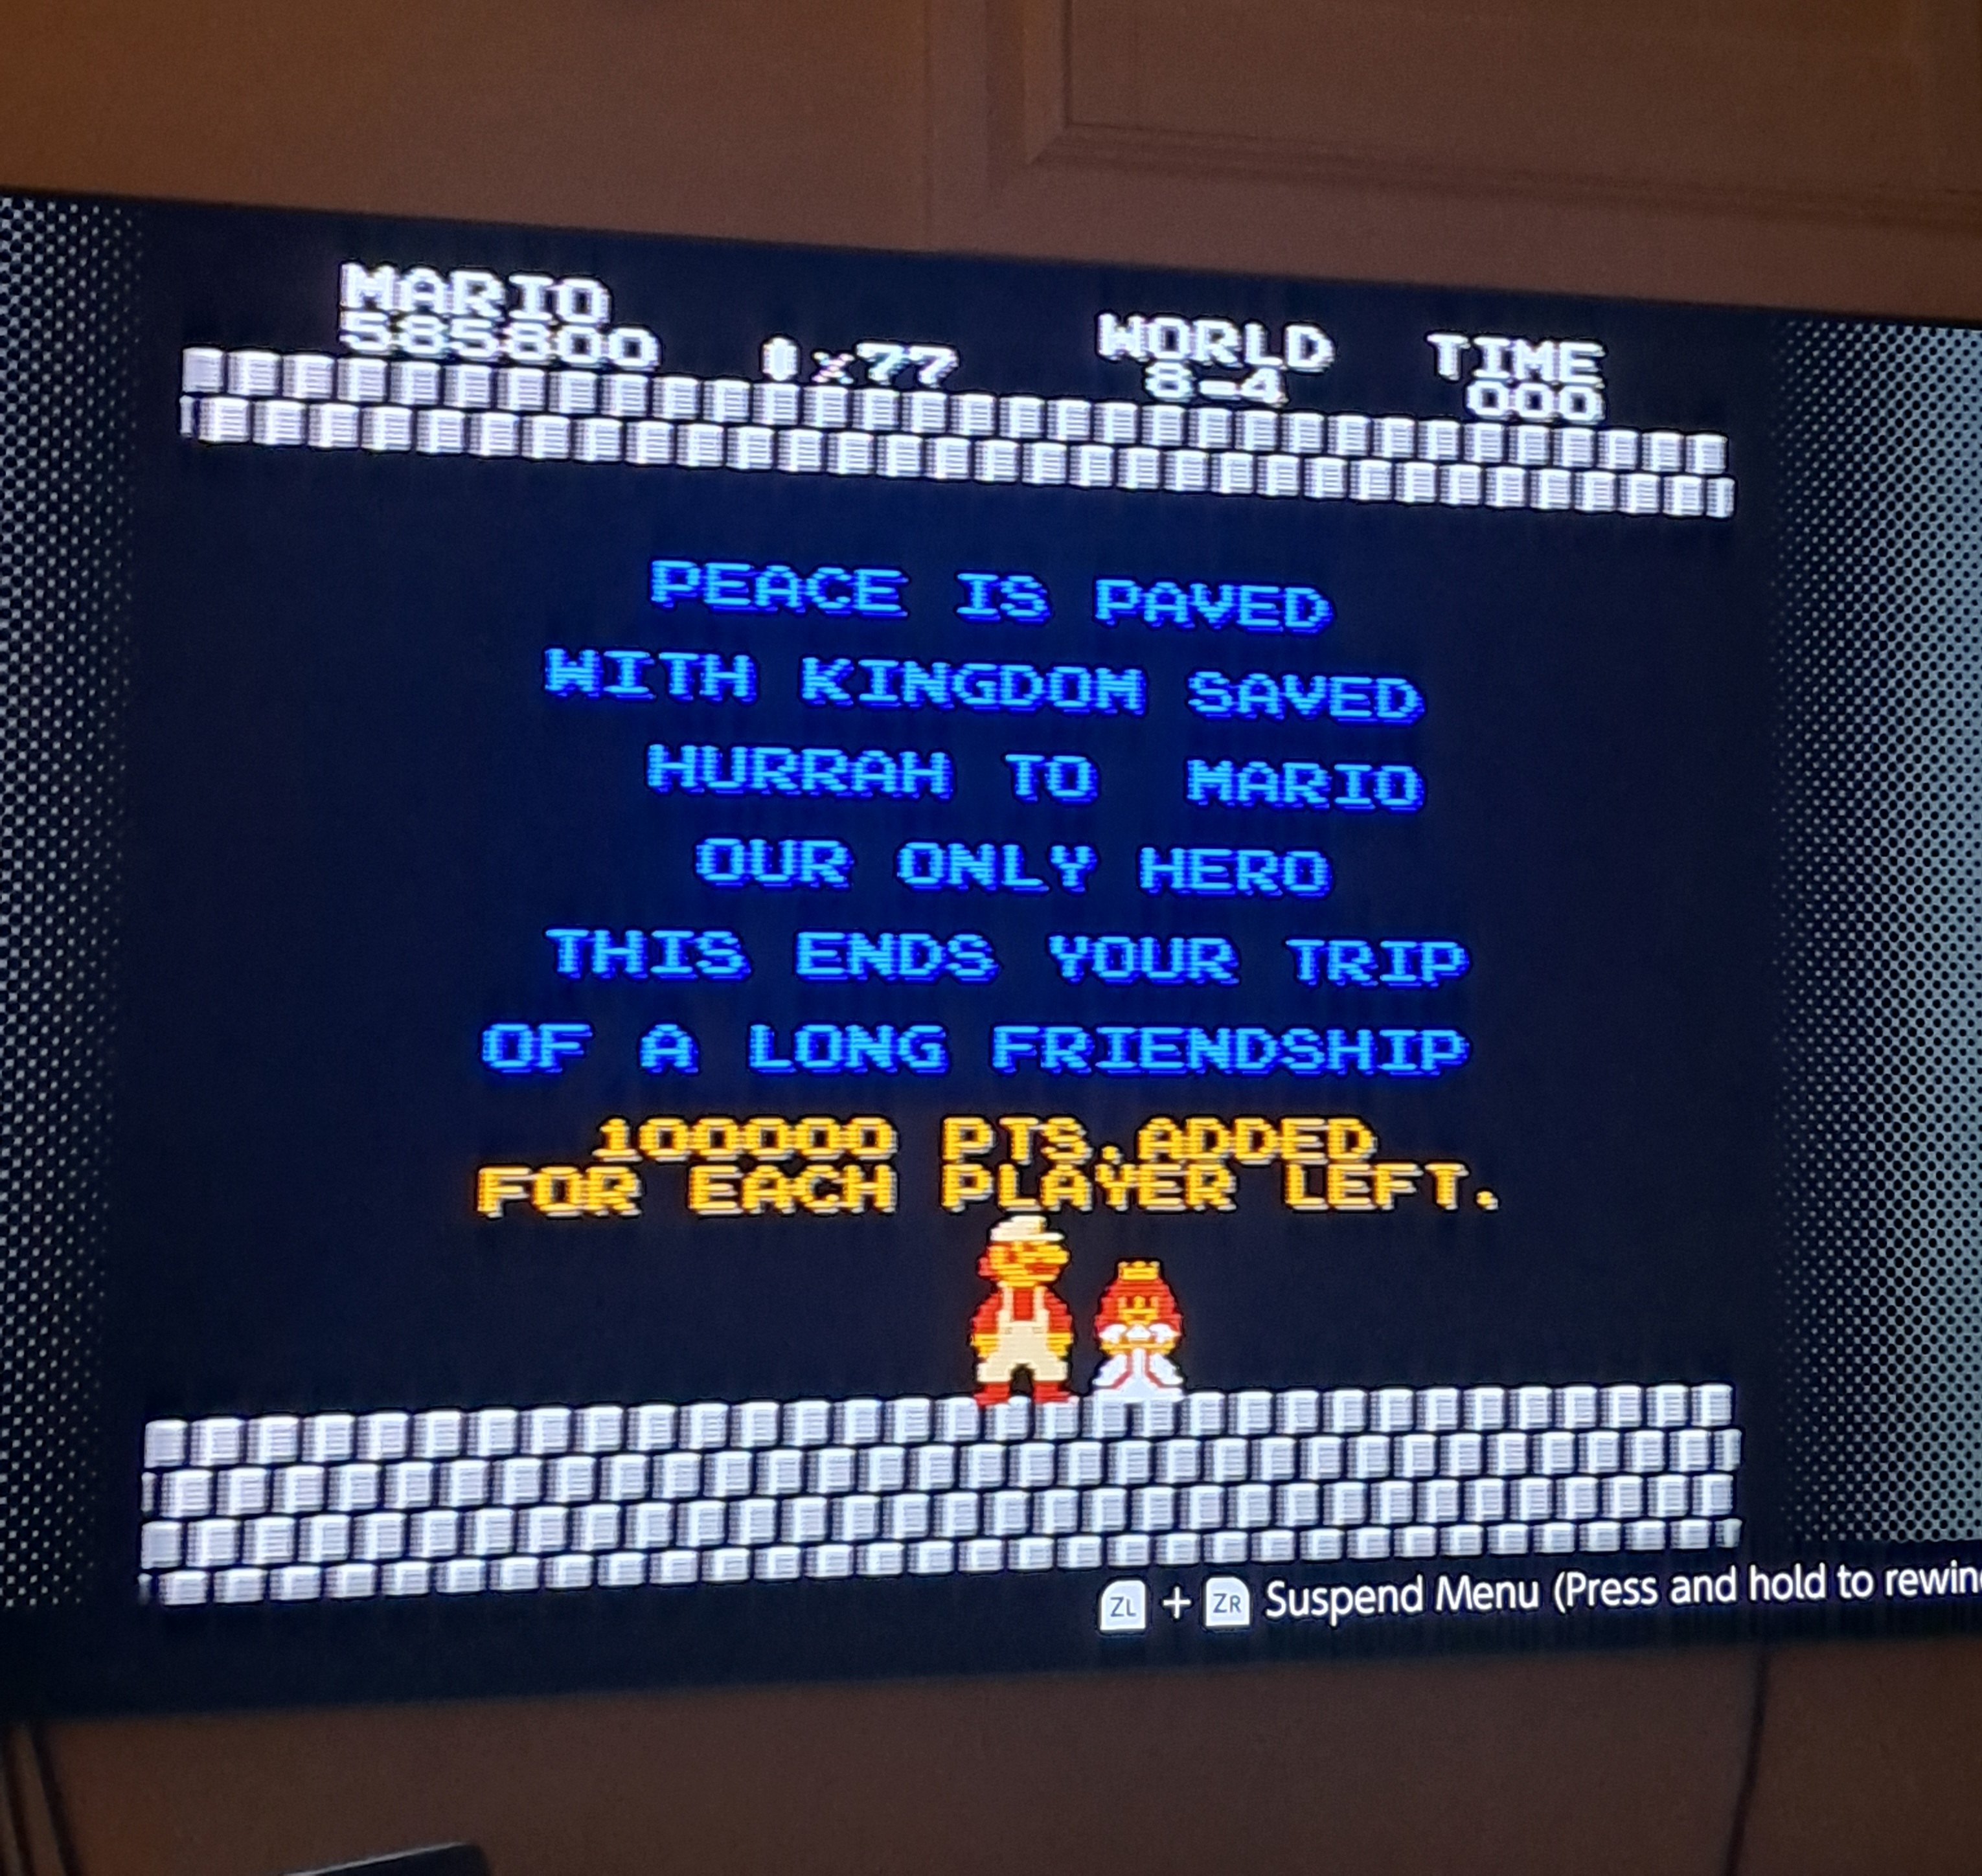 MARIO
585800 x77 WORLD TIME
8-4 000
PEACE IS PAVED
WITH KINGDOM SAVED
HURRAH TO MARIO
OUR ONLY HERO
THIS ENDS YOUR TRIP
OF A LONG FRIENDSHIP
100000 PTS.ADDED
FOR EACH PLAYER LEFT.
ZL + ZR Suspend Menu (Press and hold to rewin